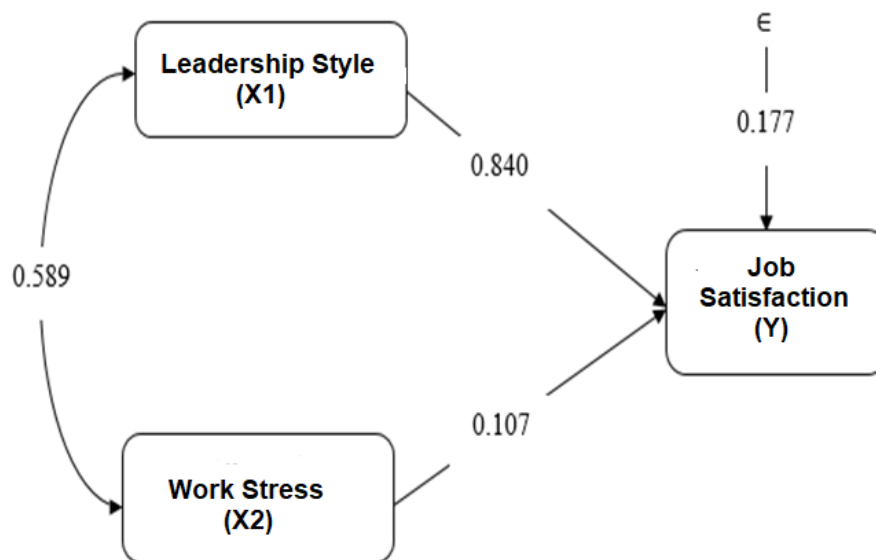 Leadership Style
(X1)
ϵ
0.177
0.840
0.589
Job
Satisfaction
(Y)
0.107
Work Stress
(X2)